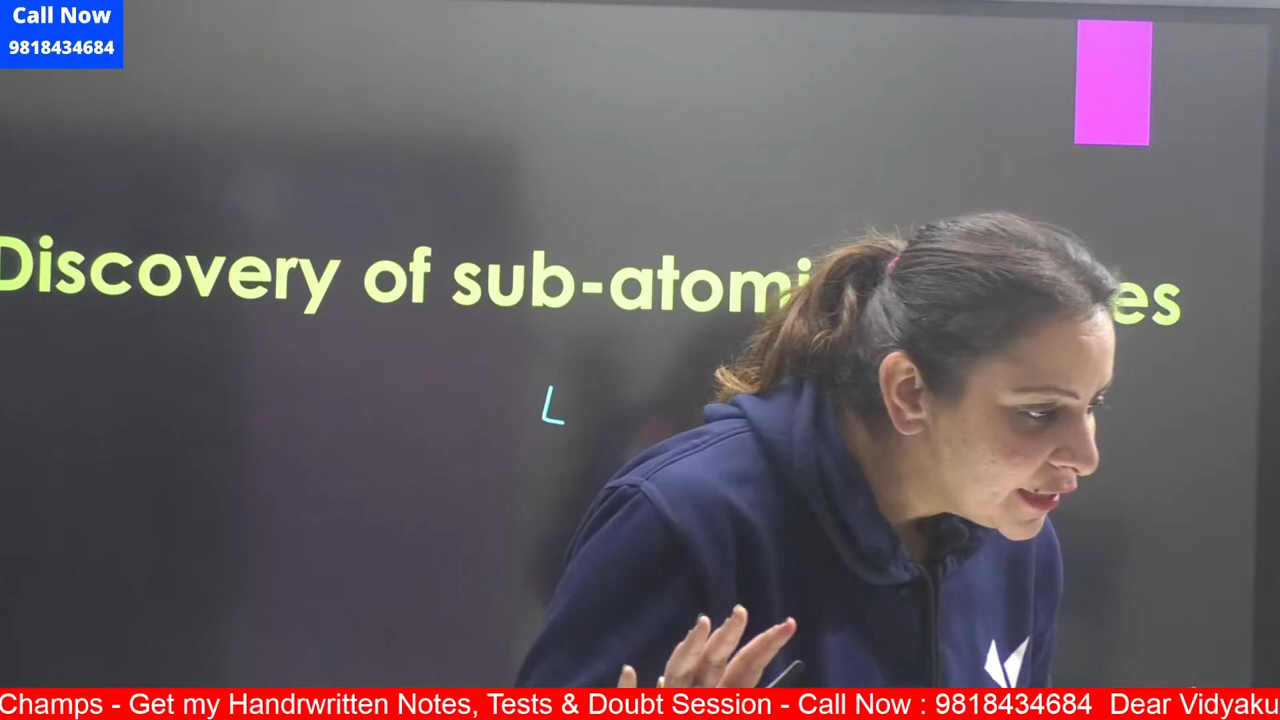 Call Now
9818434684
Discovery of sub-atomi es
L
Champs - Get my Handrwritten Notes, Tests & Doubt Session - Call Now : 9818434684 Dear Vidyaku